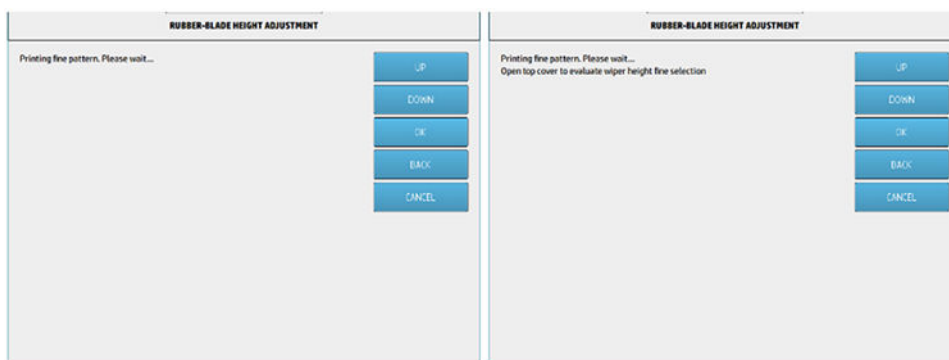 RUBBER-BLADE HEIGHT ADJUSTMENT
Printing fine pattern. Please wait...
UP
DOWN
OK
BACK
CANCEL
RUBBER-BLADE HEIGHT ADJUSTMENT
Printing fine pattern. Please wait...
Open top cover to evaluate wiper height fine selection
UP
DOWN
OK
BACK
CANCEL